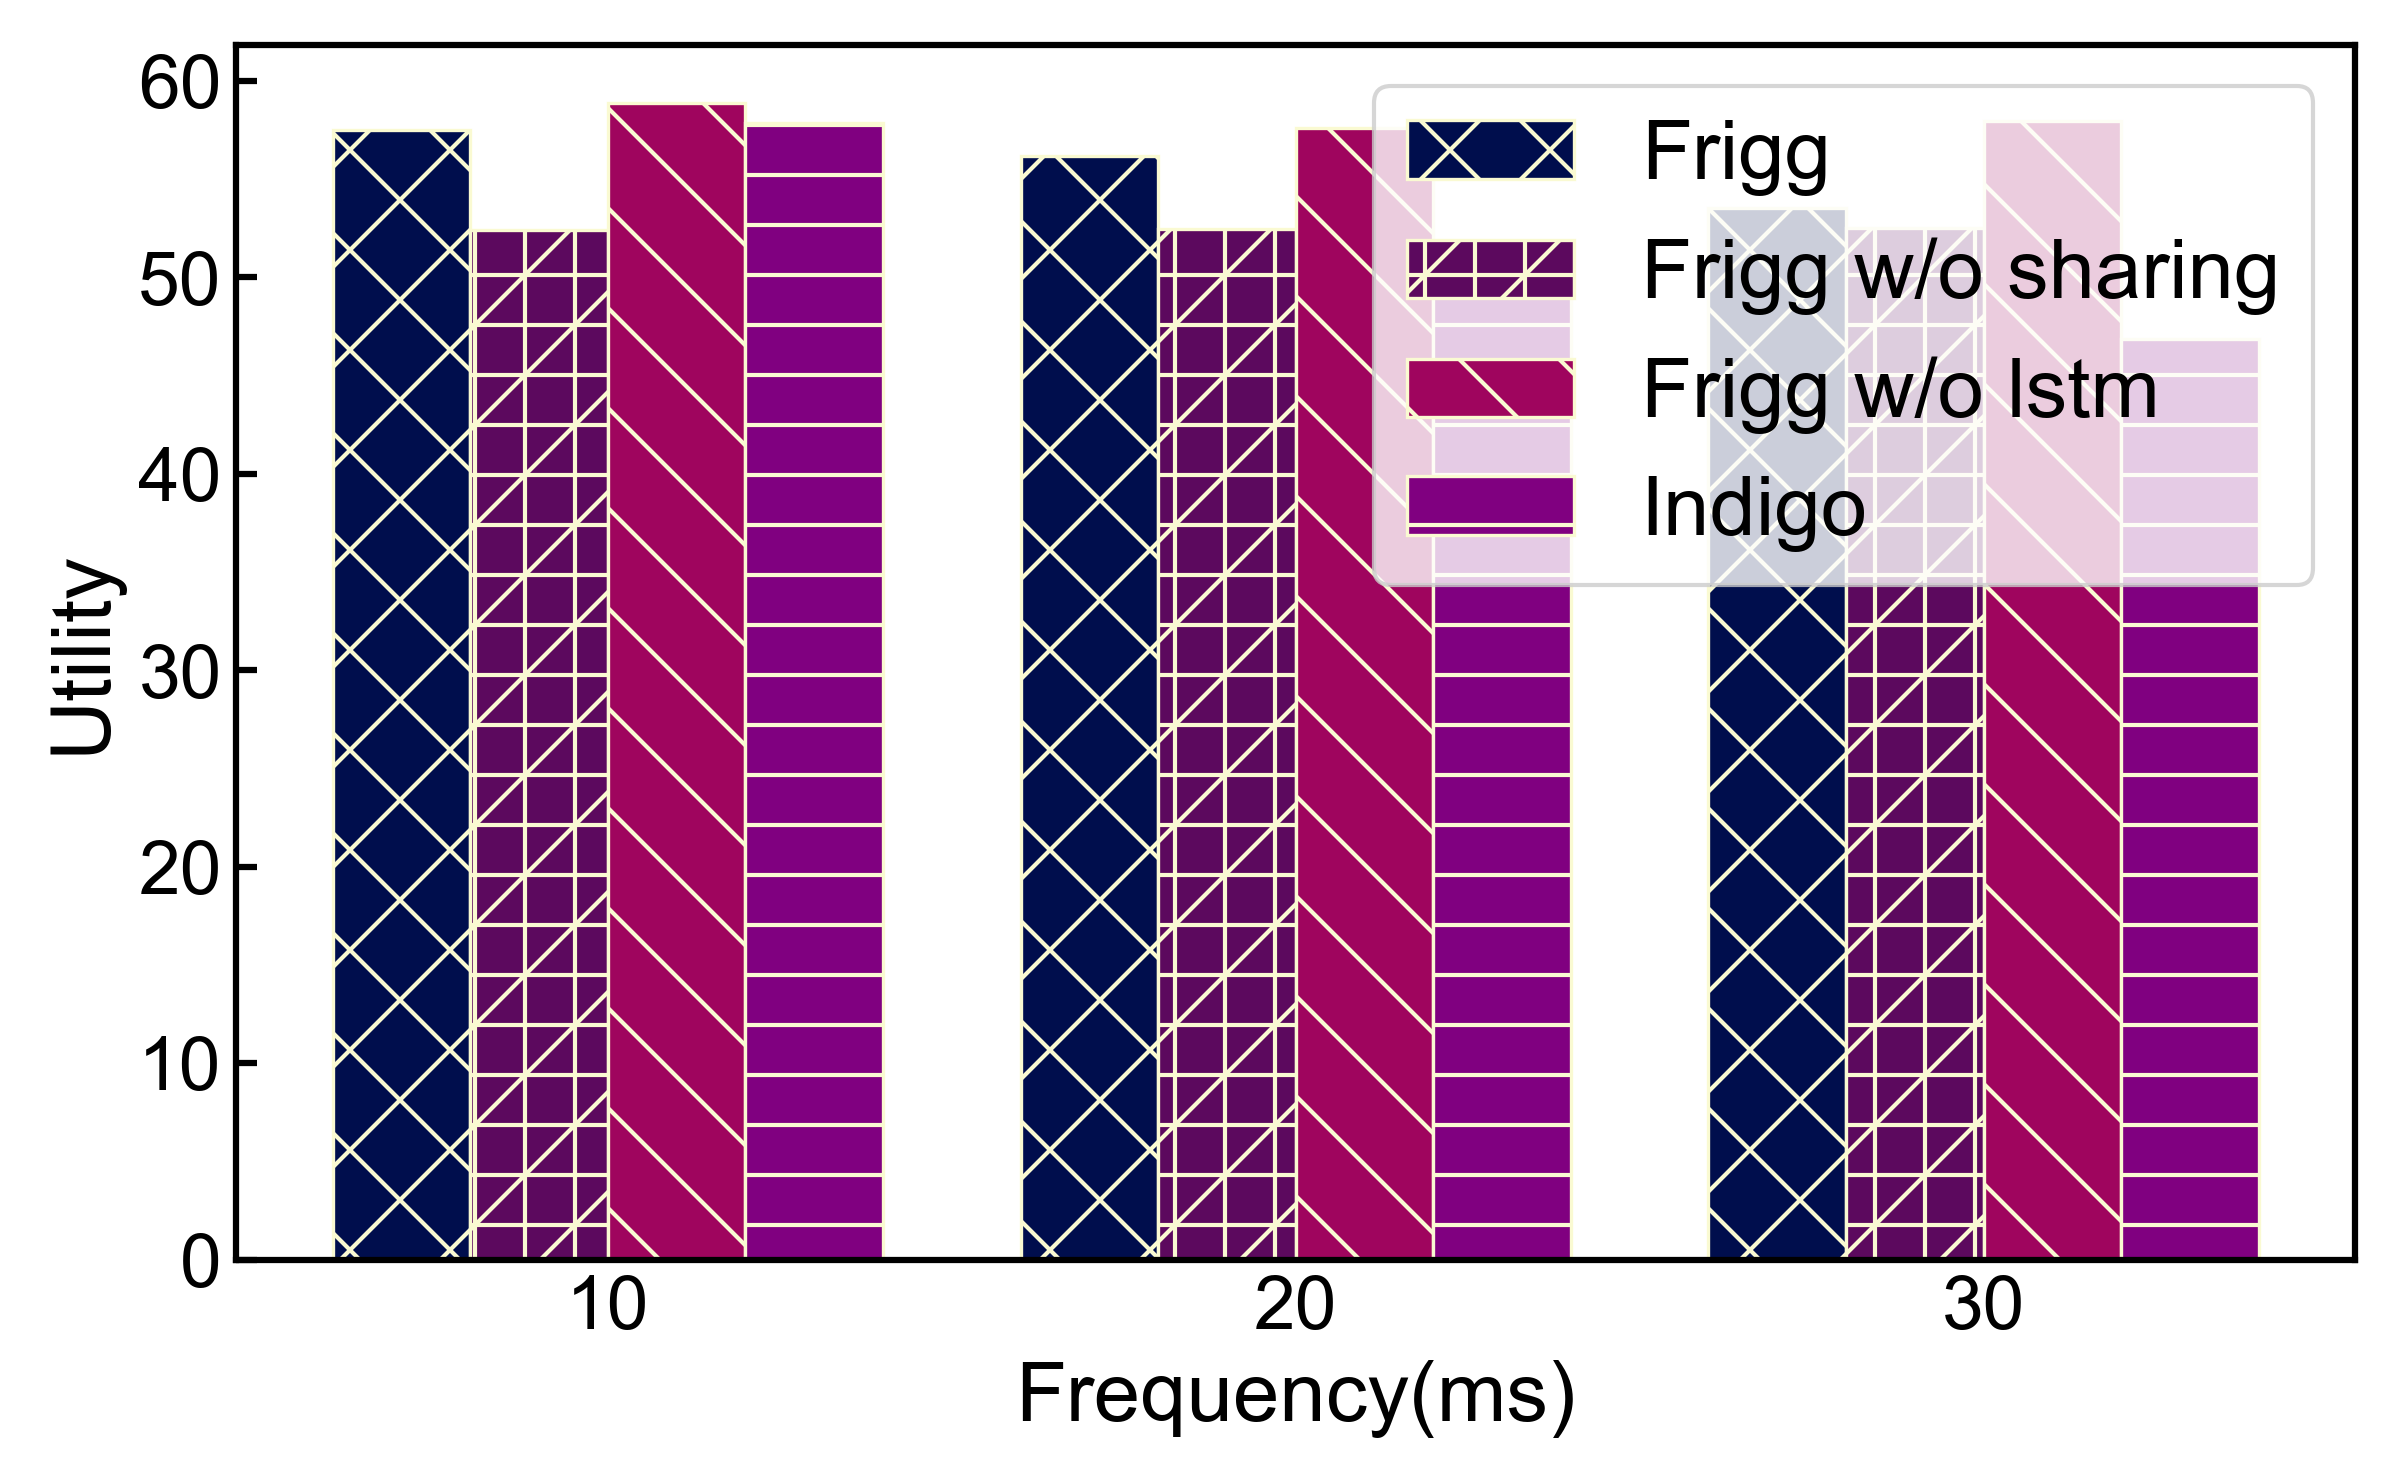 60
50
40
30
20
10
0
Utility
Frigg
Frigg w/o sharing
Frigg w/o lstm
Indigo
10 20 30
Frequency(ms)